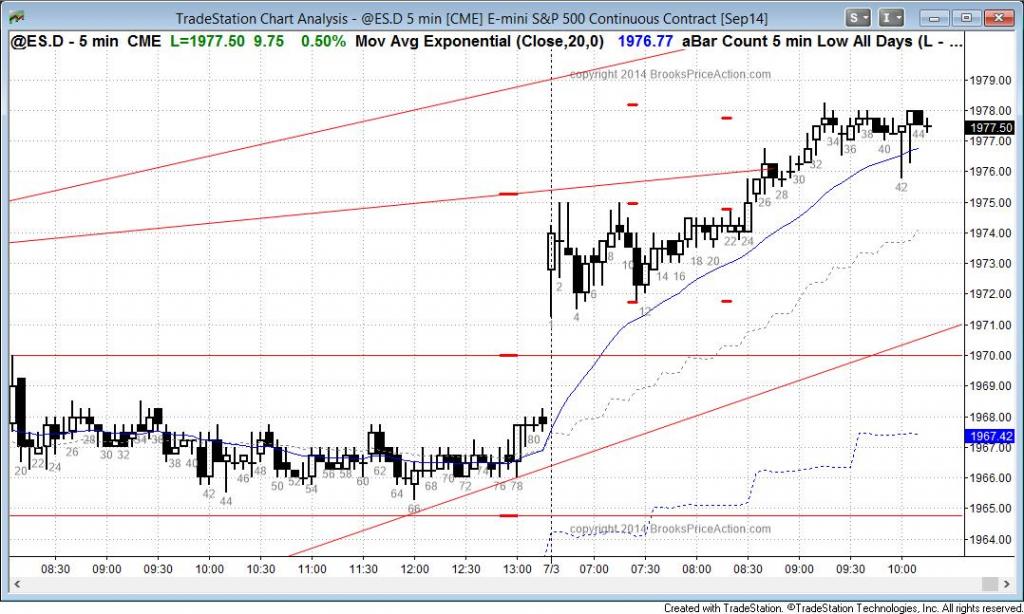 TradeStation Chart Analysis - @ES.D 5 min [CME] E-mini S&P 500 Continuous Contract [Sep14]
S I
@ES.D - 5 min CME L=1977.50 9.75 0.50% Mov Avg Exponential (Close,20,0) 1976.77 aBar Count 5 min Low All Days (L - ...
copyright 2014 BrooksPriceAction.com
1979.00
1978.00
1977.50
1977.00
1976.00
1975.00
1974.00
1973.00
1972.00
1971.00
1970.00
1969.00
1968.00
1967.42
1967.00
1966.00
1965.00
1964.00
34 36 38 40 42 44
26 28 30 32
2 4 6 8 10 12 14 16 18 20 22 24
20 22 24 26 28 30 32 34 36 38 40 42 44 46 48 50 52 54 56 58 60 62 64 66 68 70 72 74 76 78 80
copyright 2014 BrooksPriceAction.com
08:30 09:00 09:30 10:00 10:30 11:00 11:30 12:00 12:30 13:00 7/3 07:00 07:30 08:00 08:30 09:00 09:30 10:00
Created with TradeStation. ©TradeStation Technologies, Inc. All rights reserved.